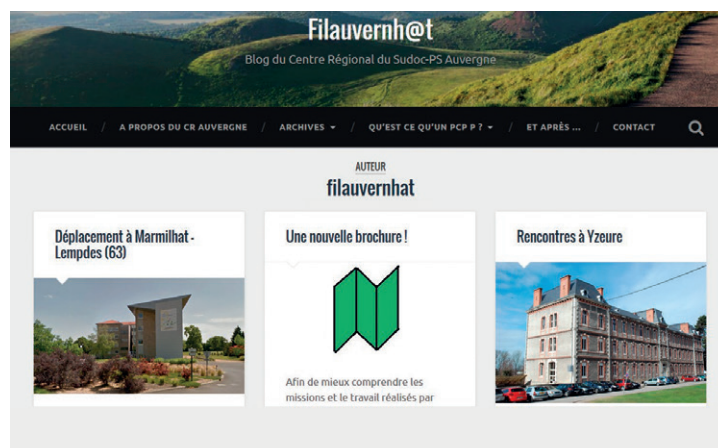 Filauvernh@t
Blog du Centre Régional du Sudoc-PS Auvergne
ACCUEIL / A PROPOS DU CR AUVERGNE / ARCHIVES / QU'EST CE QU'UN PCP P ? / ET APRÈS ... / CONTACT
AUTEUR
filauvernhat
Déplacement à Marmilhat -
Lempdes (63)
Une nouvelle brochure !
Afin de mieux comprendre les
missions et le travail réalisés par
Rencontres à Yzeure